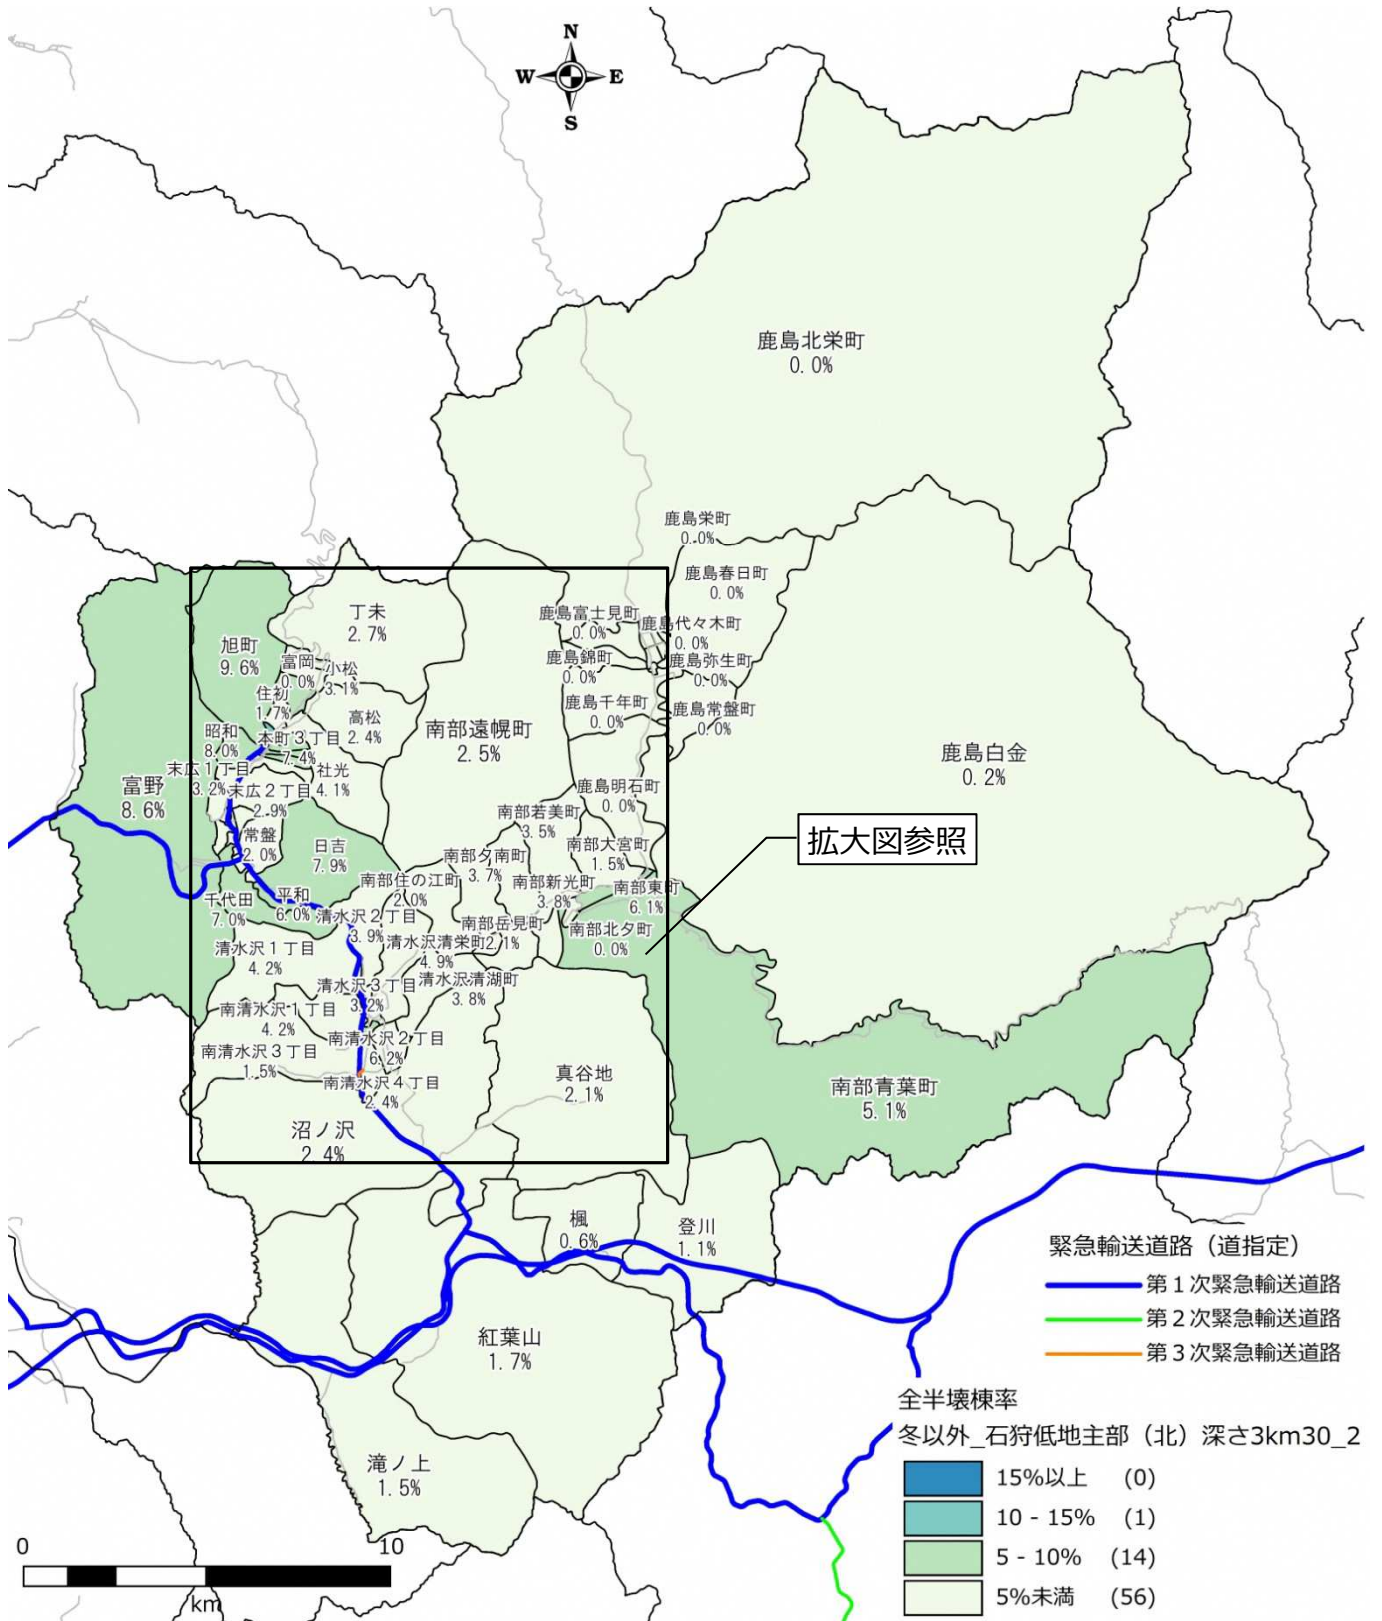 N
W
E
S
鹿島北栄町
0.0%
鹿島栄町
0.0%
鹿島春日町
0.0%
丁未
2.7%
鹿島富士見町
0.0%
鹿島代々木町
0.0%
旭町
9.6%
富岡
0.0%
小松
3.1%
鹿島錦町
0.0%
鹿島弥生町
0.0%
住初
1.7%
鹿島千年町
0.0%
鹿島常盤町
0.0%
高松
2.4%
昭和
8.0%
本町3丁目
7.4%
南部遠幌町
2.5%
鹿島白金
0.2%
末広1丁目
3.2%
社光
4.1%
富野
8.6%
末広2丁目
2.9%
鹿島明石町
0.0%
南部若美町
3.5%
拡大図参照
常盤
2.0%
日吉
7.9%
南部大宮町
1.5%
南部夕南町
3.7%
南部住の江町
2.0%
南部新光町
3.8%
南部東町
6.1%
千代田
7.0%
平和
6.0%
清水沢2丁目
3.9%
南部岳見町
2.1%
南部北夕町
0.0%
清水沢1丁目
4.2%
清水沢清栄町
4.9%
清水沢3丁目
3.2%
清水沢清湖町
3.8%
南清水沢1丁目
4.2%
南清水沢2丁目
6.2%
南清水沢3丁目
1.5%
南清水沢4丁目
2.4%
真谷地
2.1%
南部青葉町
5.1%
沼ノ沢
2.4%
楓
0.6%
登川
1.1%
紅葉山
1.7%
滝ノ上
1.5%
緊急輸送道路（道指定）
第1次緊急輸送道路
第2次緊急輸送道路
第3次緊急輸送道路
全半壊棟率
冬以外_石狩低地主部（北）深さ3km30_2
15%以上 (0)
10 - 15% (1)
5 - 10% (14)
5%未満 (56)
0 10
km